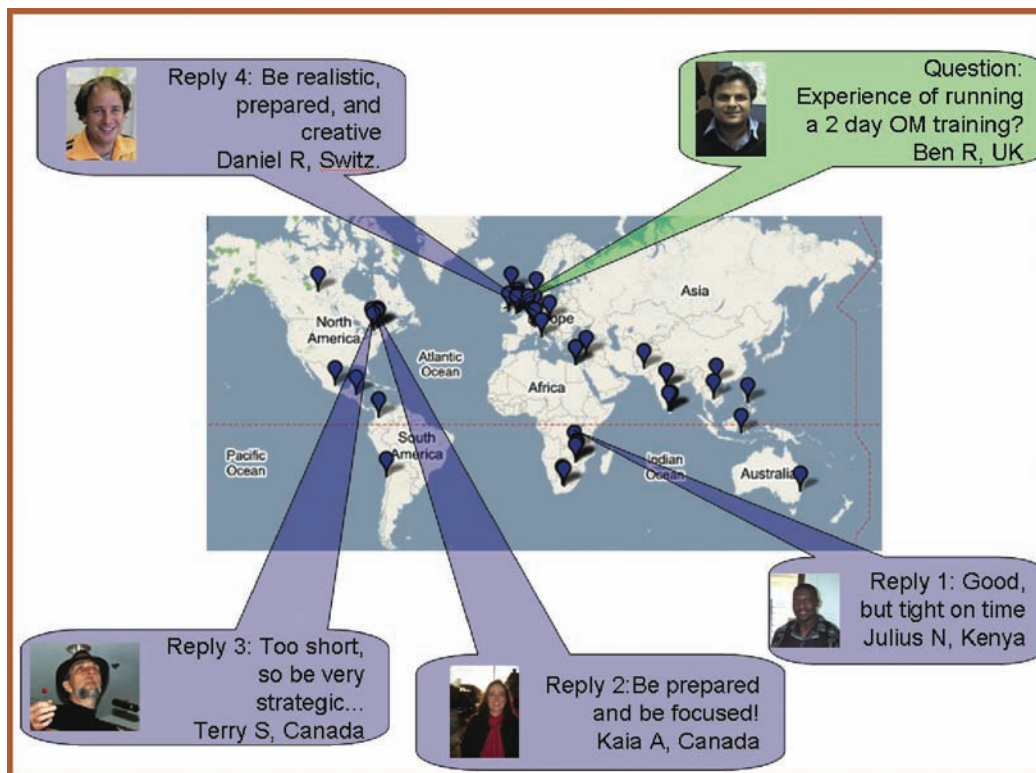 Reply 4: Be realistic,
prepared, and
creative
Daniel R, Switz.
Question:
Experience of running
a 2 day OM training?
Ben R, UK
Asia
North
America
Atlantic
Ocean
Africa
South
America
Pacific
Ocean
Indian
Ocean
Australia
Reply 1: Good,
but tight on time
Julius N, Kenya
Reply 3: Too short,
so be very
strategic...
Terry S, Canada
Reply 2:Be prepared
and be focused!
Kaia A, Canada